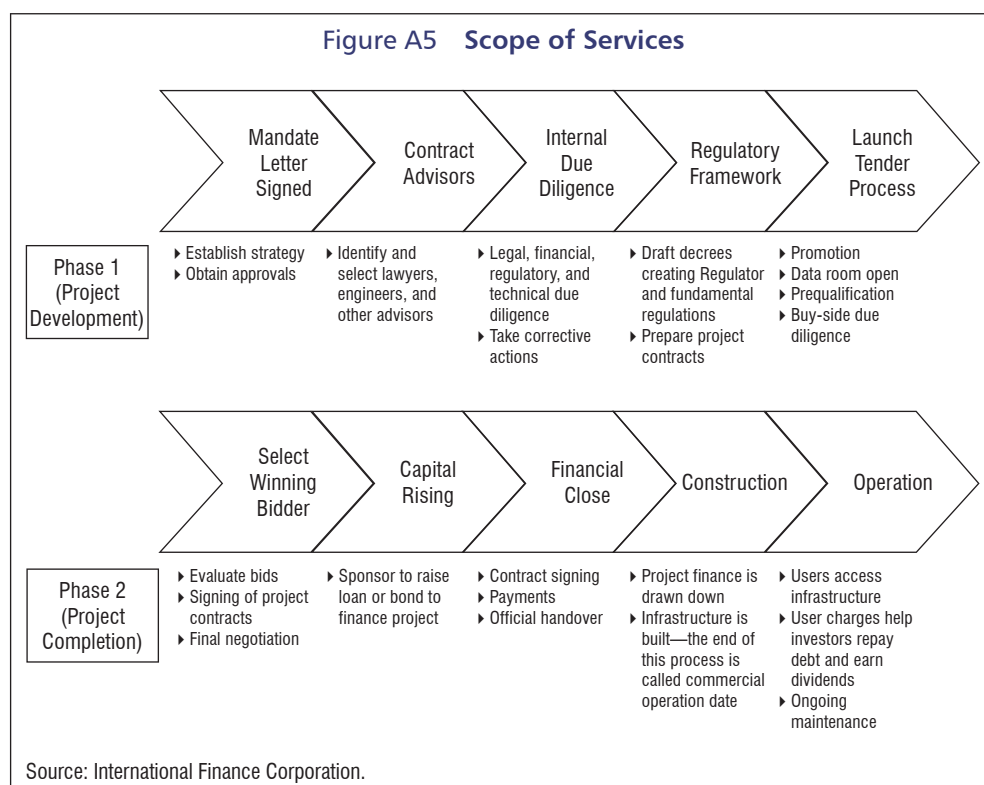 Figure A5 Scope of Services
Mandate
Letter
Signed
Contract
Advisors
Internal
Due
Diligence
Regulatory
Framework
Launch
Tender
Process
Phase 1
(Project
Development)
▸ Establish strategy
▸ Obtain approvals
▸ Identify and
select lawyers,
engineers, and
other advisors
▸ Legal, financial,
regulatory, and
technical due
diligence
▸ Take corrective
actions
▸ Draft decrees
creating Regulator
and fundamental
regulations
▸ Prepare project
contracts
▸ Promotion
▸ Data room open
▸ Prequalification
▸ Buy-side due
diligence
Select
Winning
Bidder
Capital
Rising
Financial
Close
Construction
Operation
Phase 2
(Project
Completion)
▸ Evaluate bids
▸ Signing of project
contracts
▸ Final negotiation
▸ Sponsor to raise
loan or bond to
finance project
▸ Contract signing
▸ Payments
▸ Official handover
▸ Project finance is
drawn down
▸ Infrastructure is
built—the end of
this process is
called commercial
operation date
▸ Users access
infrastructure
▸ User charges help
investors repay
debt and earn
dividends
▸ Ongoing
maintenance
Source: International Finance Corporation.